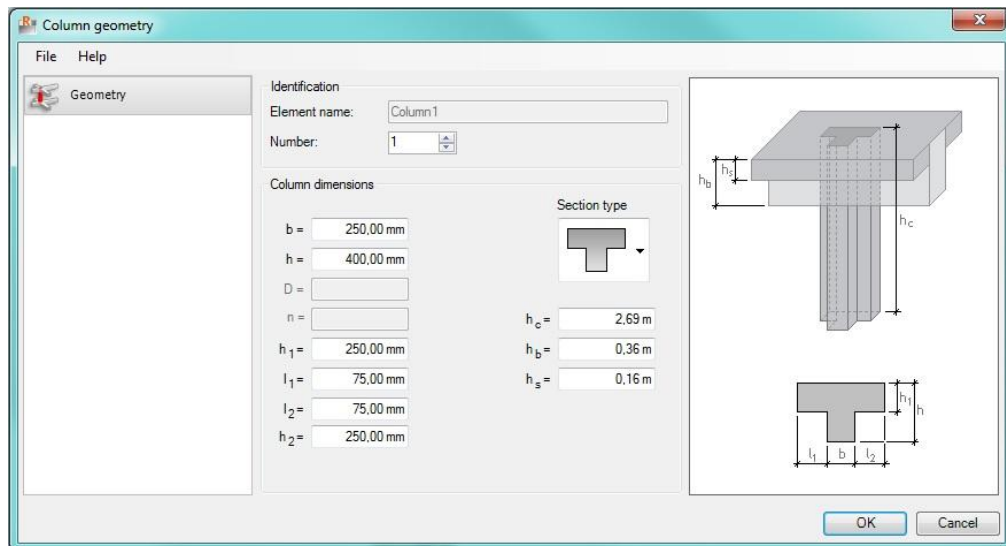 Column geometry
File Help
Geometry
Identification
Element name: Column1
Number: 1
Column dimensions
Section type
b = 250,00 mm
h = 400,00 mm
D =
n =
h1= 250,00 mm
l1= 75,00 mm
l2= 75,00 mm
h2= 250,00 mm
hc= 2,69 m
hb= 0,36 m
hs= 0,16 m
hb
hs
hc
h1
h
l1 b l2
OK Cancel